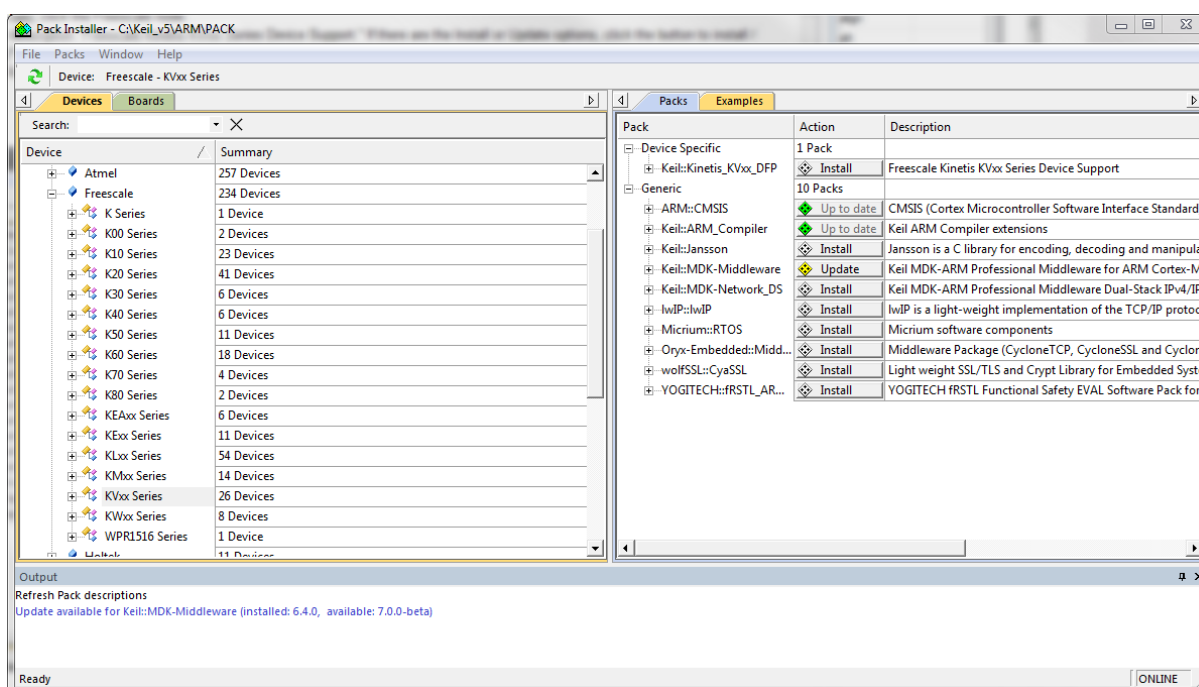 Pack Installer - C:\Keil_v5\ARM\PACK
File Packs Window Help
Device: Freescale - KVxx Series
Devices Boards
Search:
Device Summary
Atmel 257 Devices
Freescale 234 Devices
K Series 1 Device
K00 Series 2 Devices
K10 Series 23 Devices
K20 Series 41 Devices
K30 Series 6 Devices
K40 Series 6 Devices
K50 Series 11 Devices
K60 Series 18 Devices
K70 Series 4 Devices
K80 Series 2 Devices
KEAxx Series 6 Devices
KExx Series 11 Devices
KLxx Series 54 Devices
KMxx Series 14 Devices
KVxx Series 26 Devices
KWxx Series 8 Devices
WPR1516 Series 1 Device
Holtek 11 Devices
Packs Examples
Pack Action Description
Device Specific 1 Pack
Keil::Kinetis_KVxx_DFP Install Freescale Kinetis KVxx Series Device Support
Generic 10 Packs
ARM::CMSIS Up to date CMSIS (Cortex Microcontroller Software Interface Standard
Keil::ARM_Compiler Up to date Keil ARM Compiler extensions
Keil::Jansson Install Jansson is a C library for encoding, decoding and manipula
Keil::MDK-Middleware Update Keil MDK-ARM Professional Middleware for ARM Cortex-M
Keil::MDK-Network_DS Install Keil MDK-ARM Professional Middleware Dual-Stack IPv4/IP
lwIP::lwIP Install lwIP is a light-weight implementation of the TCP/IP protoc
Micrium::RTOS Install Micrium software components
Oryx-Embedded::Midd... Install Middleware Package (CycloneTCP, CycloneSSL and Cyclon
wolfSSL::CyaSSL Install Light weight SSL/TLS and Crypt Library for Embedded Syst
YOGITECH::fRSTL_AR... Install YOGITECH fRSTL Functional Safety EVAL Software Pack for
Output
Refresh Pack descriptions
Update available for Keil::MDK-Middleware (installed: 6.4.0, available: 7.0.0-beta)
Ready ONLINE